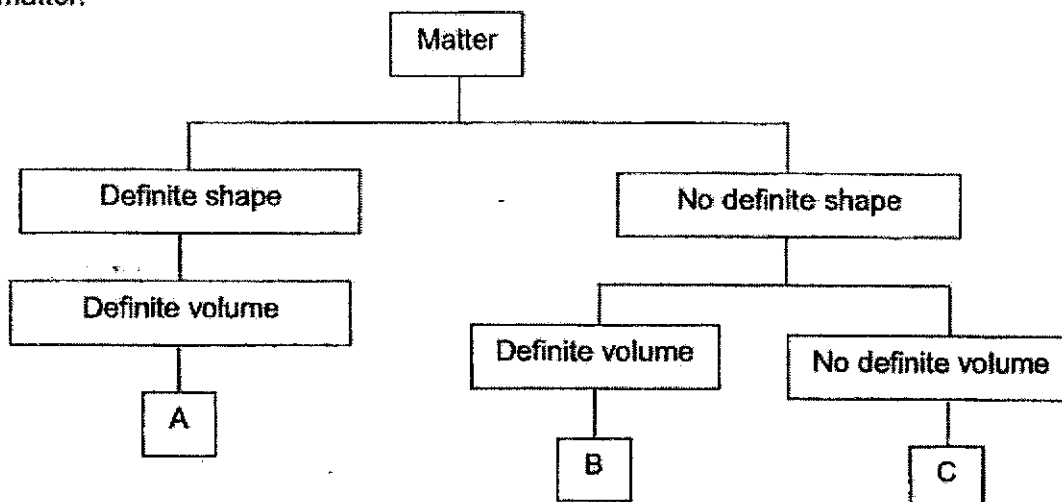 matter.
Matter
Definite shape
No definite shape
Definite volume
Definite volume
No definite volume
A
B
C